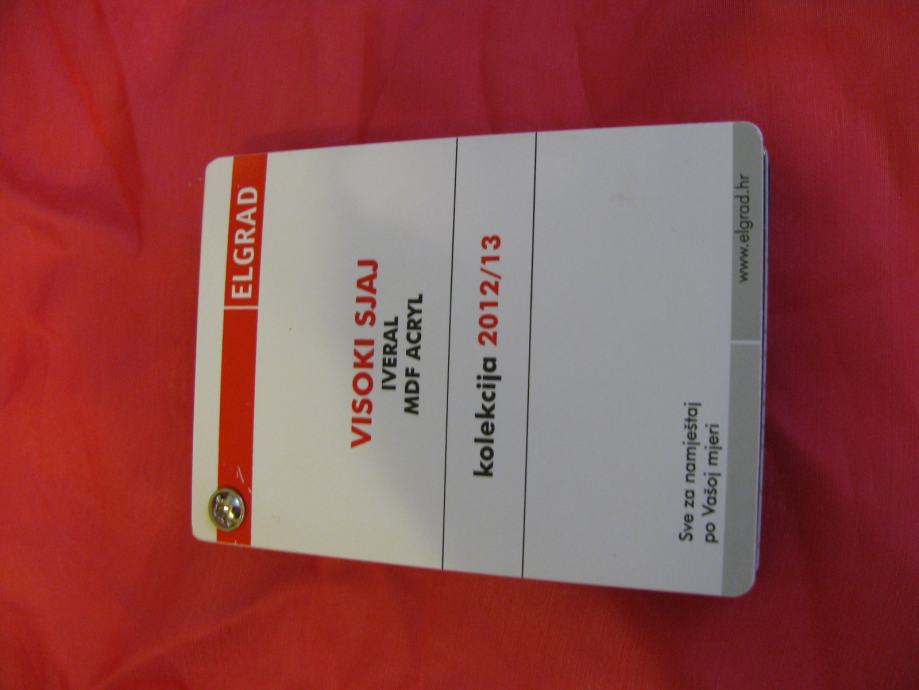 ELGRAD
VISOKI SJAJ
IVERAL
MDF ACRYL
kolekcija 2012/13
Sve za namještaj
po Vašoj mjeri
www.elgrad.hr